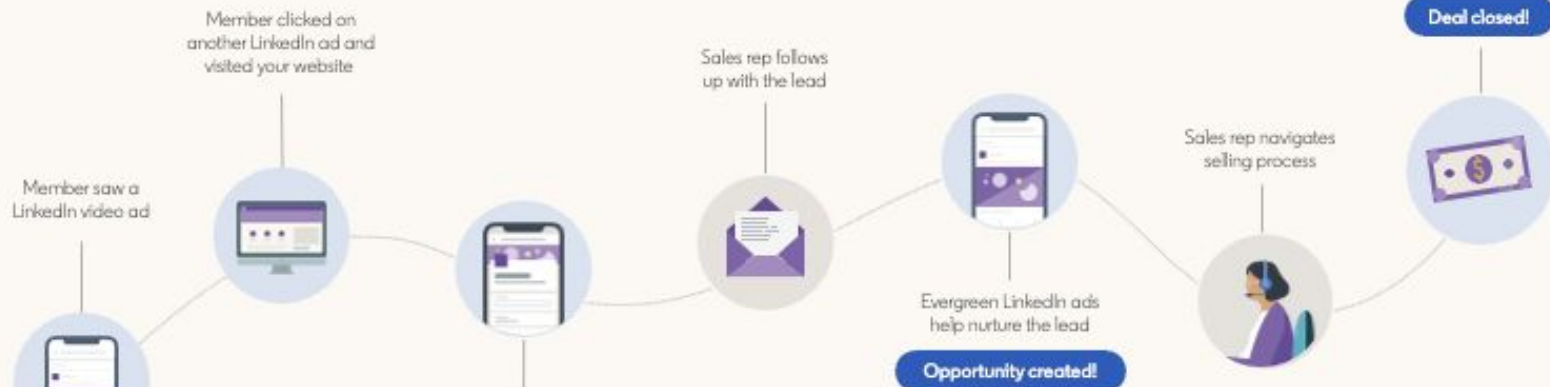 Member clicked on
another LinkedIn ad and
visited your website
Member saw a
LinkedIn video ad
Sales rep follows
up with the lead
Evergreen LinkedIn ads
help nurture the lead
Opportunity created!
Sales rep navigates
selling process
Deal closed!